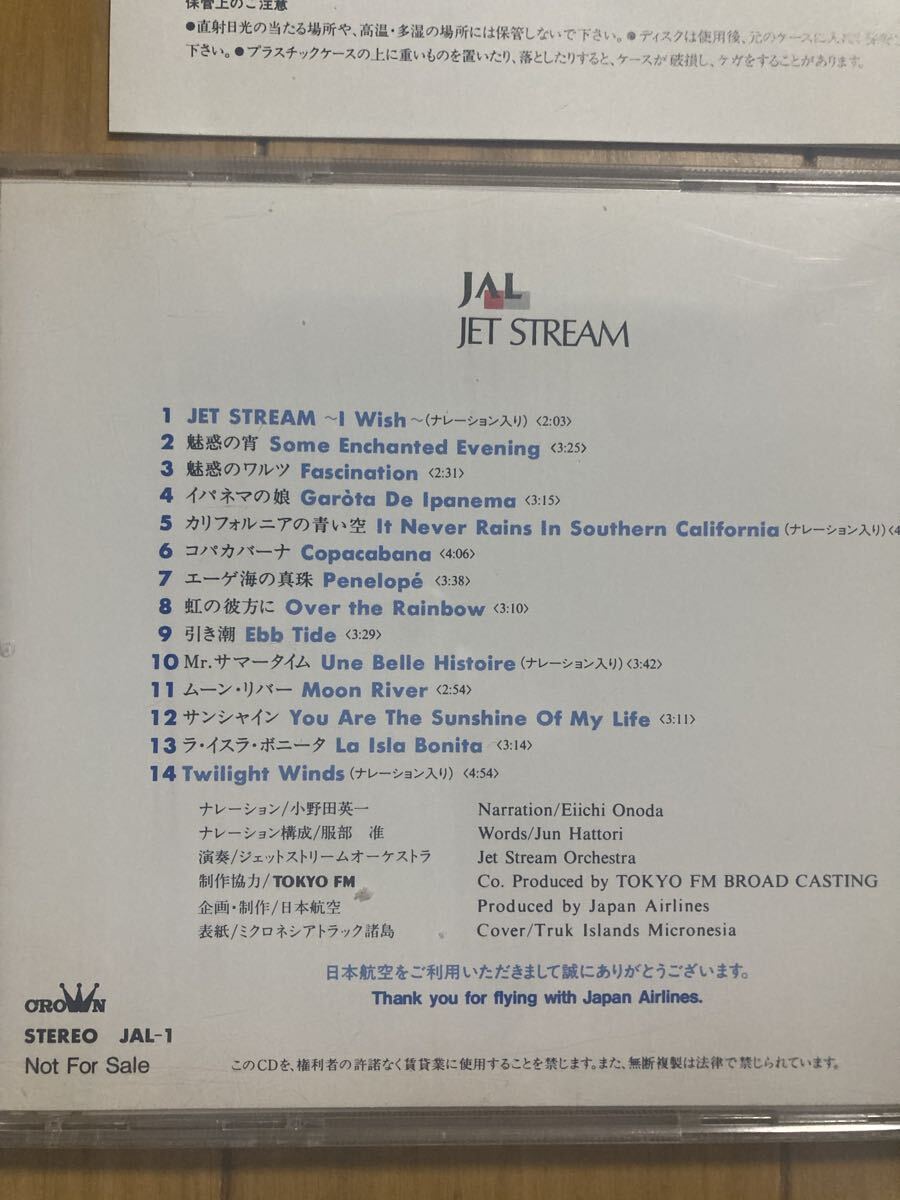 保管上のご注意
●直射日光の当たる場所や、高温・多湿の場所には保管しないで下さい。●ディスクは使用後、元のケースに入れて保管
下さい。●プラスチックケースの上に重いものを置いたり、落としたりすると、ケースが破損し、ケガをすることがあります。
JAL
JET STREAM
1 JET STREAM ～I Wish～(ナレーション入り) 〈2:03〉
2 魅惑の宵 Some Enchanted Evening 〈3:25〉
3 魅惑のワルツ Fascination 〈2:31〉
4 イパネマの娘 Garòta De Ipanema 〈3:15〉
5 カリフォルニアの青い空 It Never Rains In Southern California (ナレーション入り)〈4
6 コパカバーナ Copacabana 〈4:06〉
7 エーゲ海の真珠 Penelopé 〈3:38〉
8 虹の彼方に Over the Rainbow 〈3:10〉
9 引き潮 Ebb Tide 〈3:29〉
10 Mr.サマータイム Une Belle Histoire (ナレーション入り)〈3:42〉
11 ムーン・リバー Moon River 〈2:54〉
12 サンシャイン You Are The Sunshine Of My Life 〈3:11〉
13 ラ・イスラ・ボニータ La Isla Bonita 〈3:14〉
14 Twilight Winds (ナレーション入り) 〈4:54〉
ナレーション/小野田英一 Narration/Eiichi Onoda
ナレーション構成/服部 准 Words/Jun Hattori
演奏/ジェットストリームオーケストラ Jet Stream Orchestra
制作協力/TOKYO FM Co. Produced by TOKYO FM BROAD CASTING
企画・制作/日本航空 Produced by Japan Airlines
表紙/ミクロネシアトラック諸島 Cover/Truk Islands Micronesia
日本航空をご利用いただきまして誠にありがとうございます。
Thank you for flying with Japan Airlines.
CROWN
STEREO JAL-1
Not For Sale
このCDを、権利者の許諾なく賃貸業に使用することを禁じます。また、無断複製は法律で禁じられています。